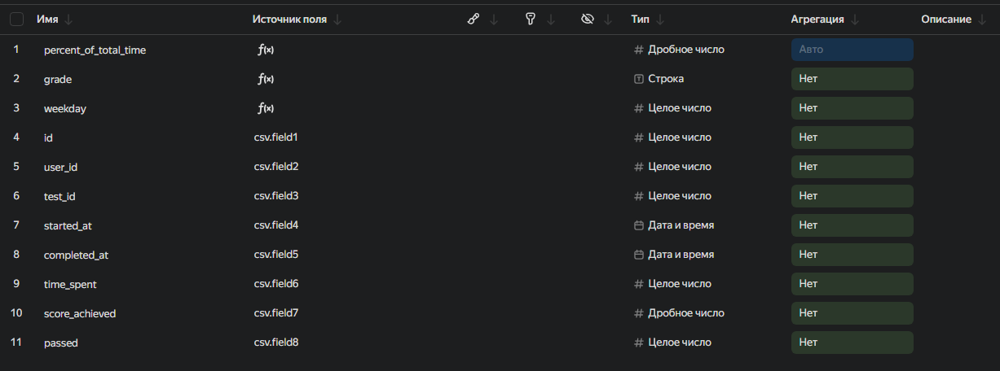 Имя Источник поля Тип Агрегация Описание
1 percent_of_total_time ƒ(x) # Дробное число Авто
2 grade ƒ(x) Строка Нет
3 weekday ƒ(x) # Целое число Нет
4 id csv.field1 # Целое число Нет
5 user_id csv.field2 # Целое число Нет
6 test_id csv.field3 # Целое число Нет
7 started_at csv.field4 Дата и время Нет
8 completed_at csv.field5 Дата и время Нет
9 time_spent csv.field6 # Целое число Нет
10 score_achieved csv.field7 # Дробное число Нет
11 passed csv.field8 # Целое число Нет